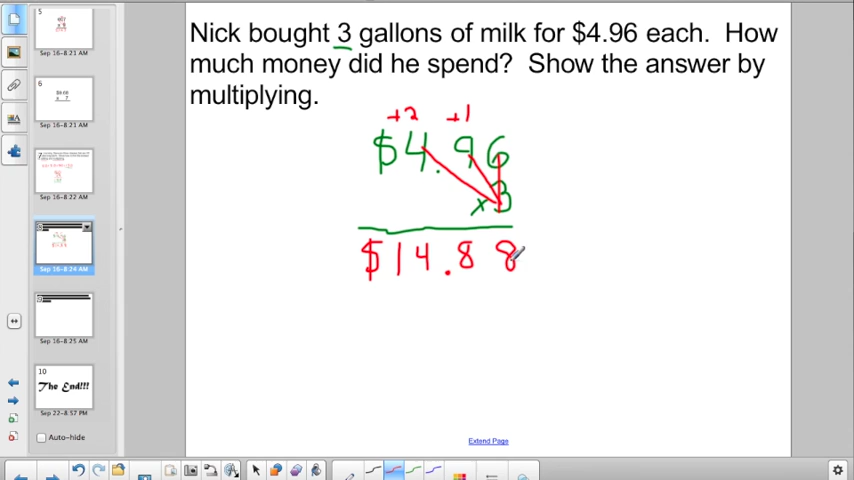 Nick bought 3 gallons of milk for $4.96 each. How
much money did he spend? Show the answer by
multiplying.
+2 +1
$4.96
x3
$14.88
5
Sep 16-8:21 AM
6
Sep 16-8:21 AM
7
Sep 16-8:22 AM
Sep 16-8:24 AM
Sep 16-8:25 AM
10
The End!!!
Sep 22-8:57 PM
Auto-hide
Extend Page